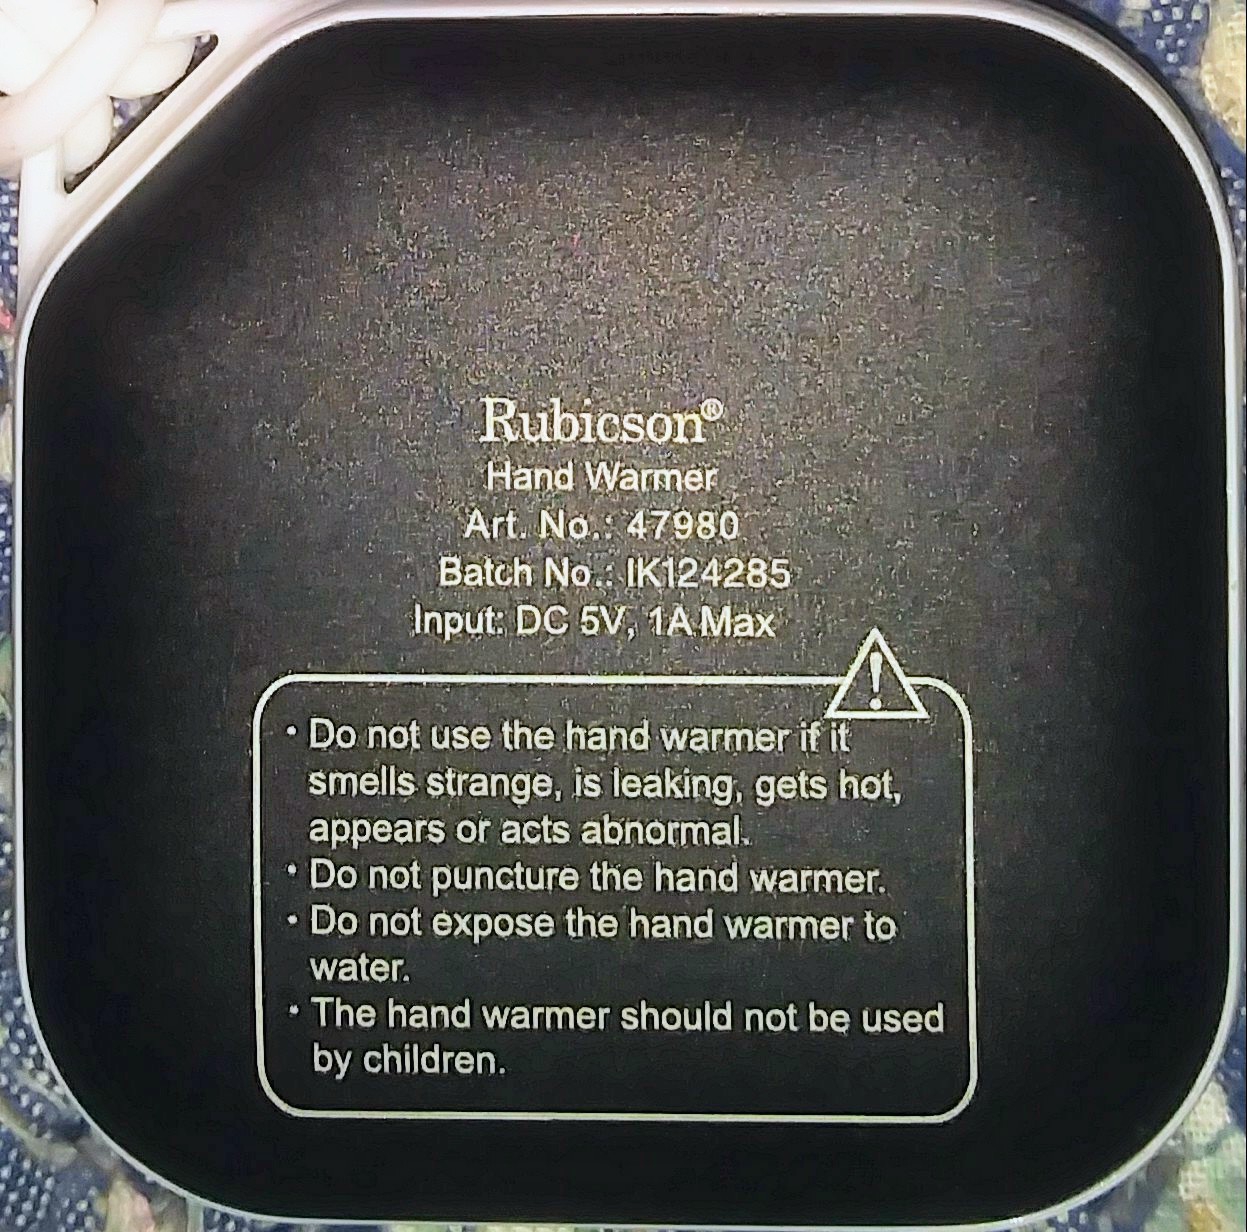 Rubicson®
Hand Warmer
Art. No.: 47980
Batch No.: IK124285
Input: DC 5V, 1A Max
• Do not use the hand warmer if it
smells strange, is leaking, gets hot,
appears or acts abnormal.
• Do not puncture the hand warmer.
• Do not expose the hand warmer to
water.
• The hand warmer should not be used
by children.